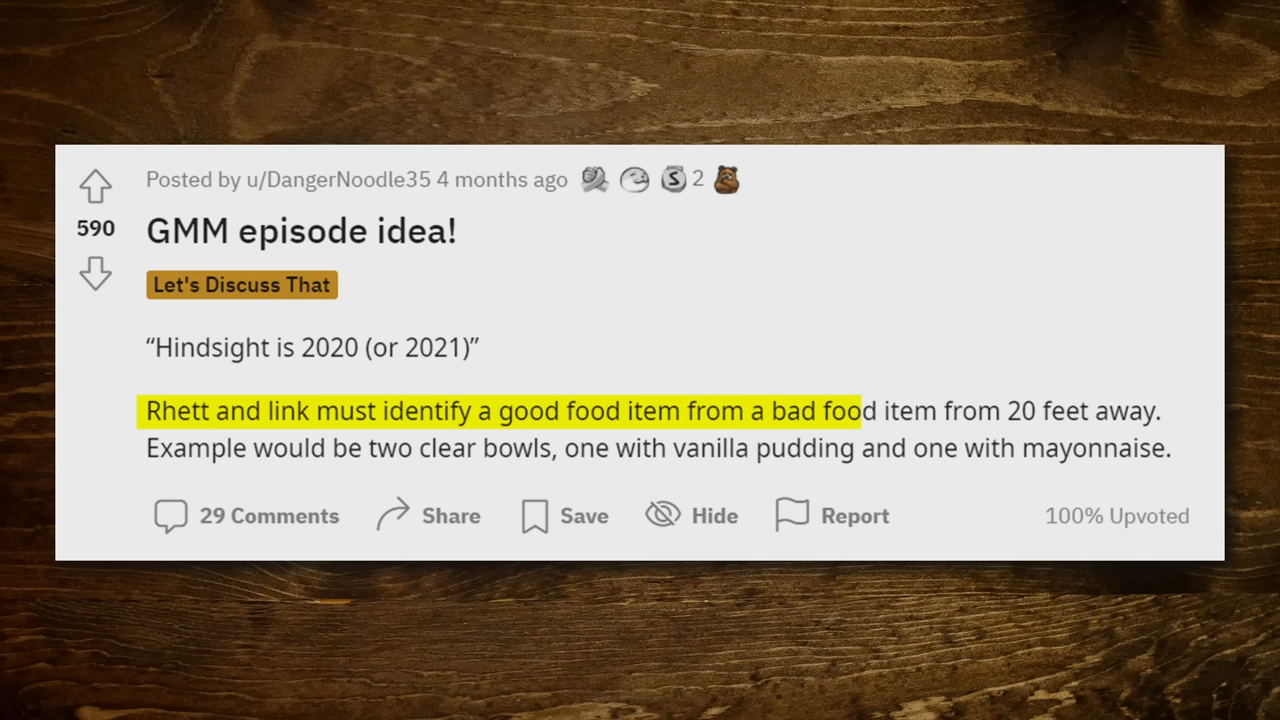 Posted by u/DangerNoodle35 4 months ago S 2
590
GMM episode idea!
Let's Discuss That
“Hindsight is 2020 (or 2021)”
Rhett and link must identify a good food item from a bad food item from 20 feet away.
Example would be two clear bowls, one with vanilla pudding and one with mayonnaise.
29 Comments Share Save Hide Report 100% Upvoted